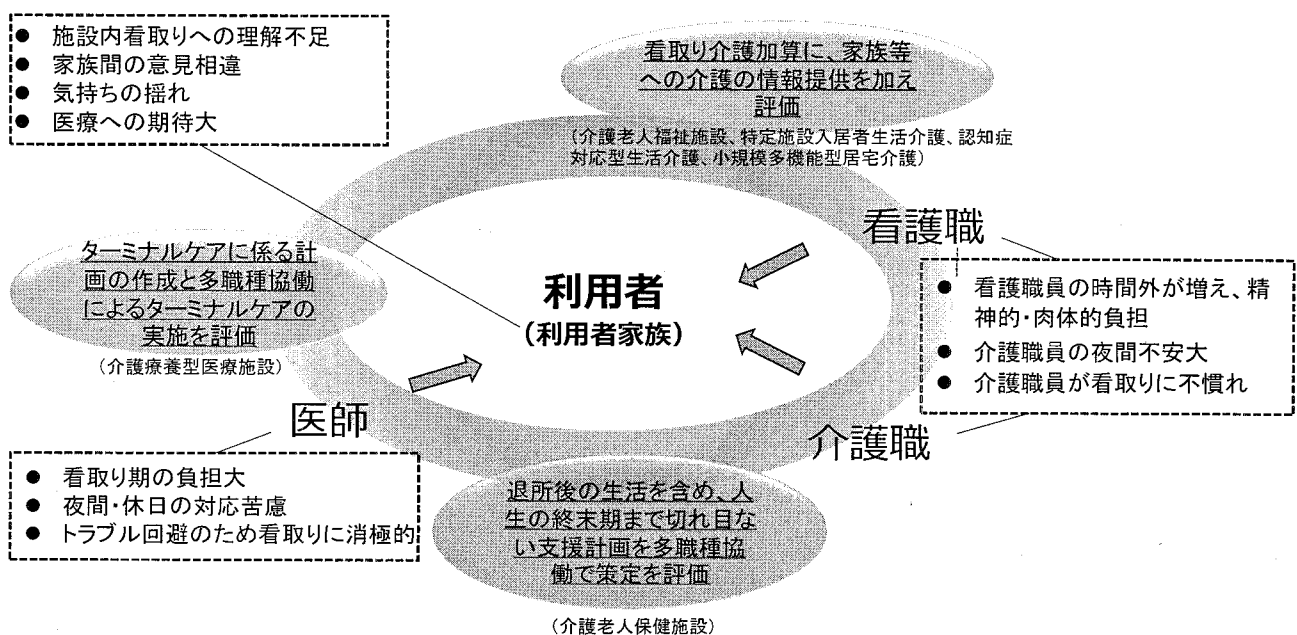 ● 施設内看取りへの理解不足
● 家族間の意見相違
● 気持ちの揺れ
● 医療への期待大
看取り介護加算に、家族等
への介護の情報提供を加え
評価
(介護老人福祉施設、特定施設入居者生活介護、認知症
対応型生活介護、小規模多機能型居宅介護)
ターミナルケアに係る計
画の作成と多職種協働
によるターミナルケアの
実施を評価
(介護療養型医療施設)
利用者
(利用者家族)
看護職
● 看護職員の時間外が増え、精
神的・肉体的負担
● 介護職員の夜間不安大
● 介護職員が看取りに不慣れ
医師
● 看取り期の負担大
● 夜間・休日の対応苦慮
● トラブル回避のため看取りに消極的
介護職
退所後の生活を含め、人
生の終末期まで切れ目な
い支援計画を多職種協
働で策定を評価
(介護老人保健施設)